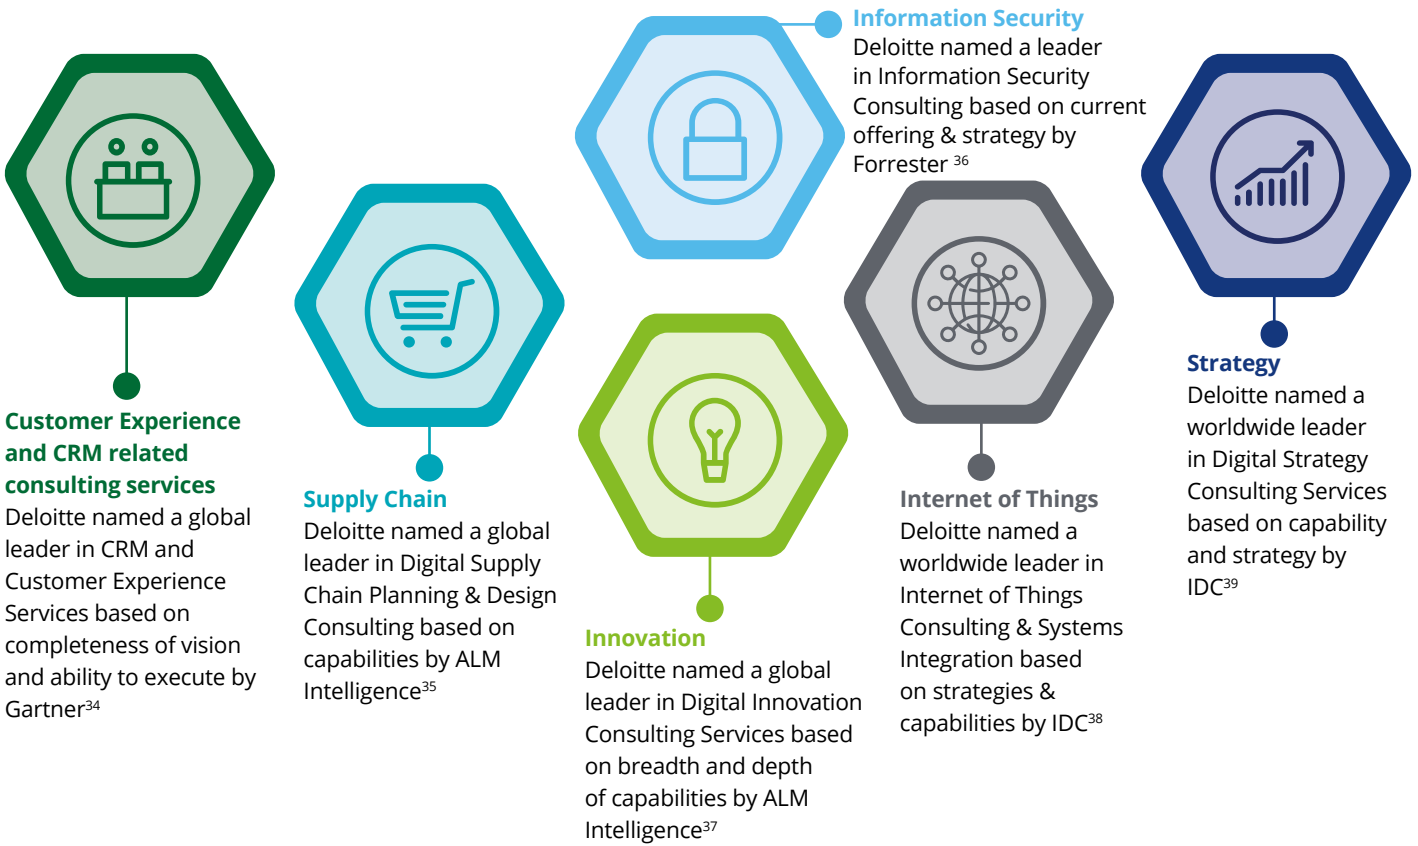 Customer Experience
and CRM related
consulting services
Deloitte named a global
leader in CRM and
Customer Experience
Services based on
completeness of vision
and ability to execute by
Gartner34
Supply Chain
Deloitte named a global
leader in Digital Supply
Chain Planning & Design
Consulting based on
capabilities by ALM
Intelligence35
Information Security
Deloitte named a leader
in Information Security
Consulting based on current
offering & strategy by
Forrester 36
Innovation
Deloitte named a global
leader in Digital Innovation
Consulting Services based
on breadth and depth
of capabilities by ALM
Intelligence37
Internet of Things
Deloitte named a
worldwide leader in
Internet of Things
Consulting & Systems
Integration based
on strategies &
capabilities by IDC38
Strategy
Deloitte named a
worldwide leader
in Digital Strategy
Consulting Services
based on capability
and strategy by
IDC39